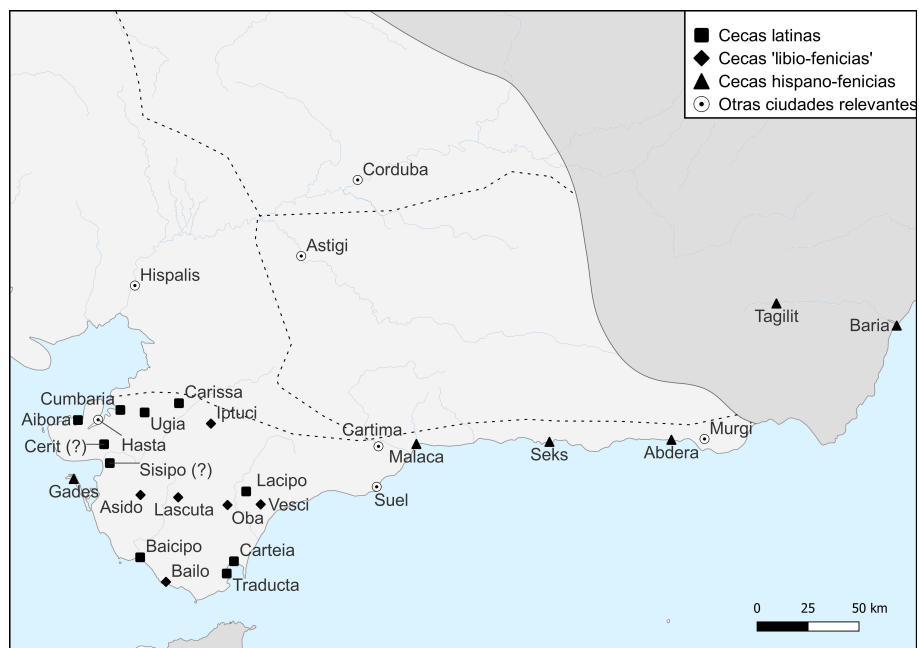 Cecas latinas
Cecas 'libio-fenicias'
Cecas hispano-fenicias
Otras ciudades relevantes
Corduba
Astigi
Hispalis
Tagilit
Baria
Cumbaria
Carissa
Aibora
Ugia
Iptuci
Cartima
Murgi
Cerit (?)
Hasta
Malaca
Seks
Abdera
Sisipo (?)
Gades
Lacipo
Suel
Asido
Lascuta
Oba
Vesci
Baicipo
Carteia
Bailo
Traducta
0 25 50 km